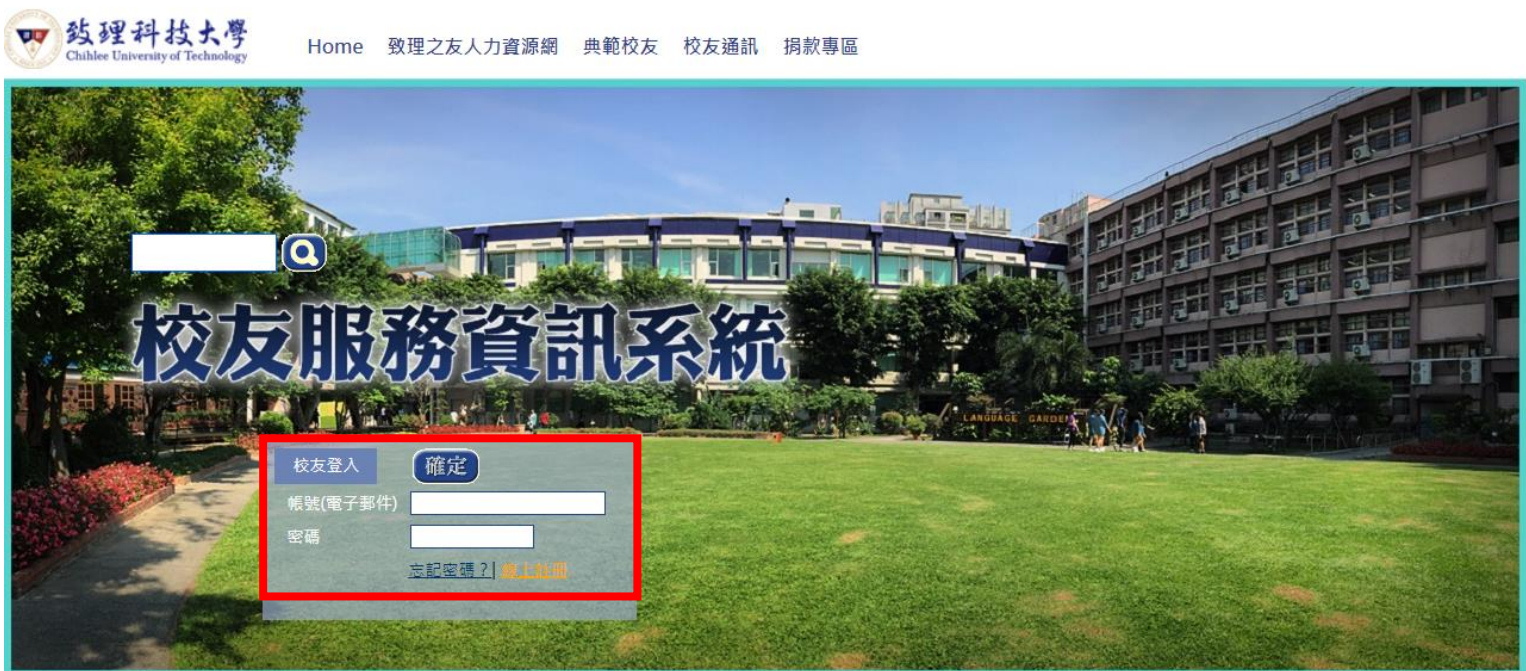 致理科技大學
Chihlee University of Technology
Home 致理之友人力資源網 典範校友 校友通訊 捐款專區
校友服務資訊系統
LANGUAGE GARDEN
校友登入 確定
帳號(電子郵件)
密碼
忘記密碼？| 線上註冊